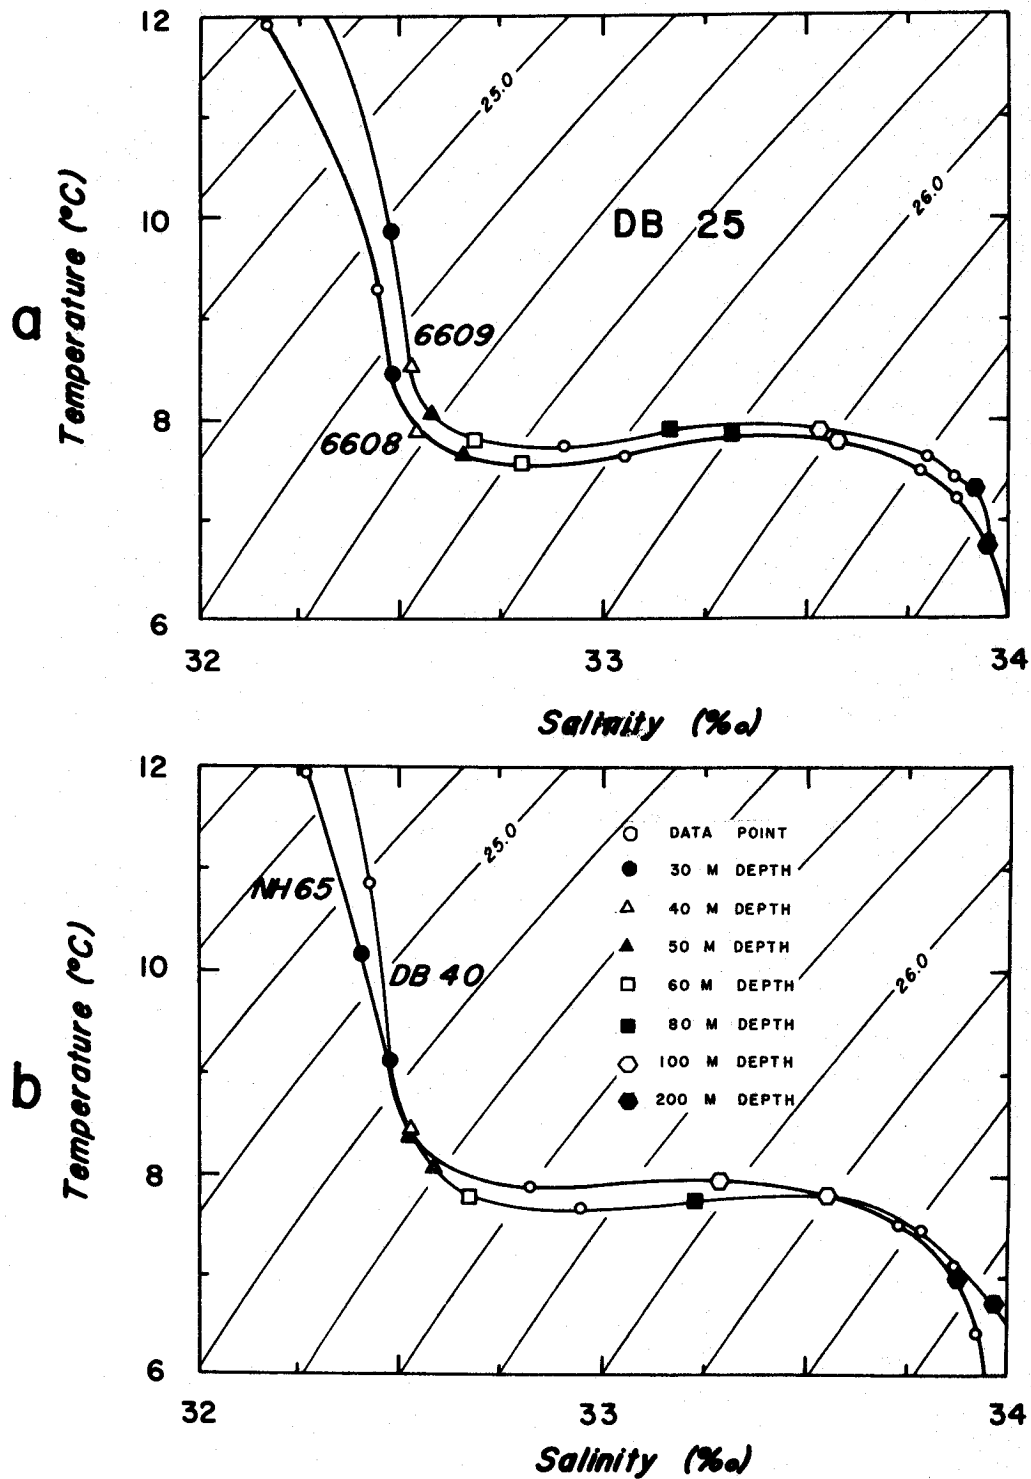 12
25.0
26.0
10
DB 25
Temperature (°C)
a
6609
8
6608
6
32
33
34
Salinity (‰)
12
25.0
DATA POINT
30 M DEPTH
NH65
40 M DEPTH
50 M DEPTH
10
DB 40
26.0
60 M DEPTH
80 M DEPTH
Temperature (°C)
b
100 M DEPTH
200 M DEPTH
8
6
32
33
34
Salinity (‰)